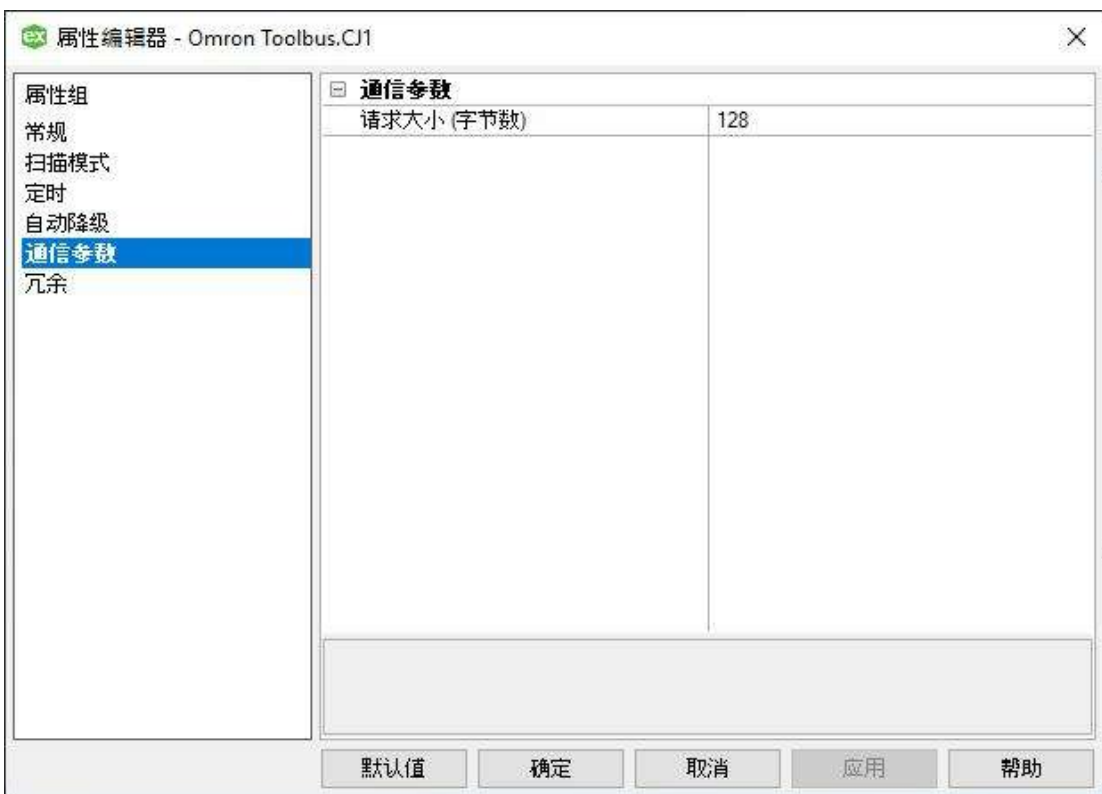 属性编辑器 - Omron Toolbus.CJ1
属性组
常规
扫描模式
定时
自动降级
通信参数
冗余
通信参数
请求大小 (字节数) 128
默认值 确定 取消 应用 帮助